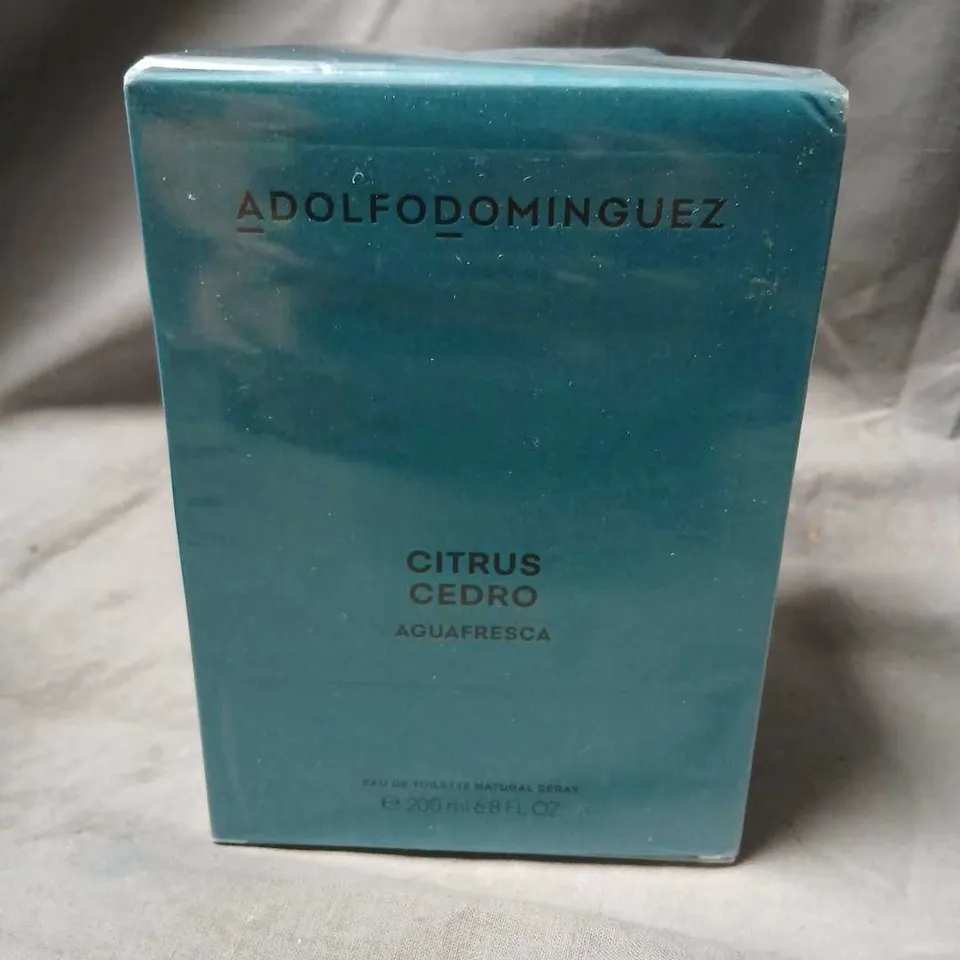 ADOLFODOMINGUEZ
CITRUS
CEDRO
AGUAFRESCA
EAU DE TOILETTE NATURAL SPRAY
℮ 200 ml 6.8 FL. OZ